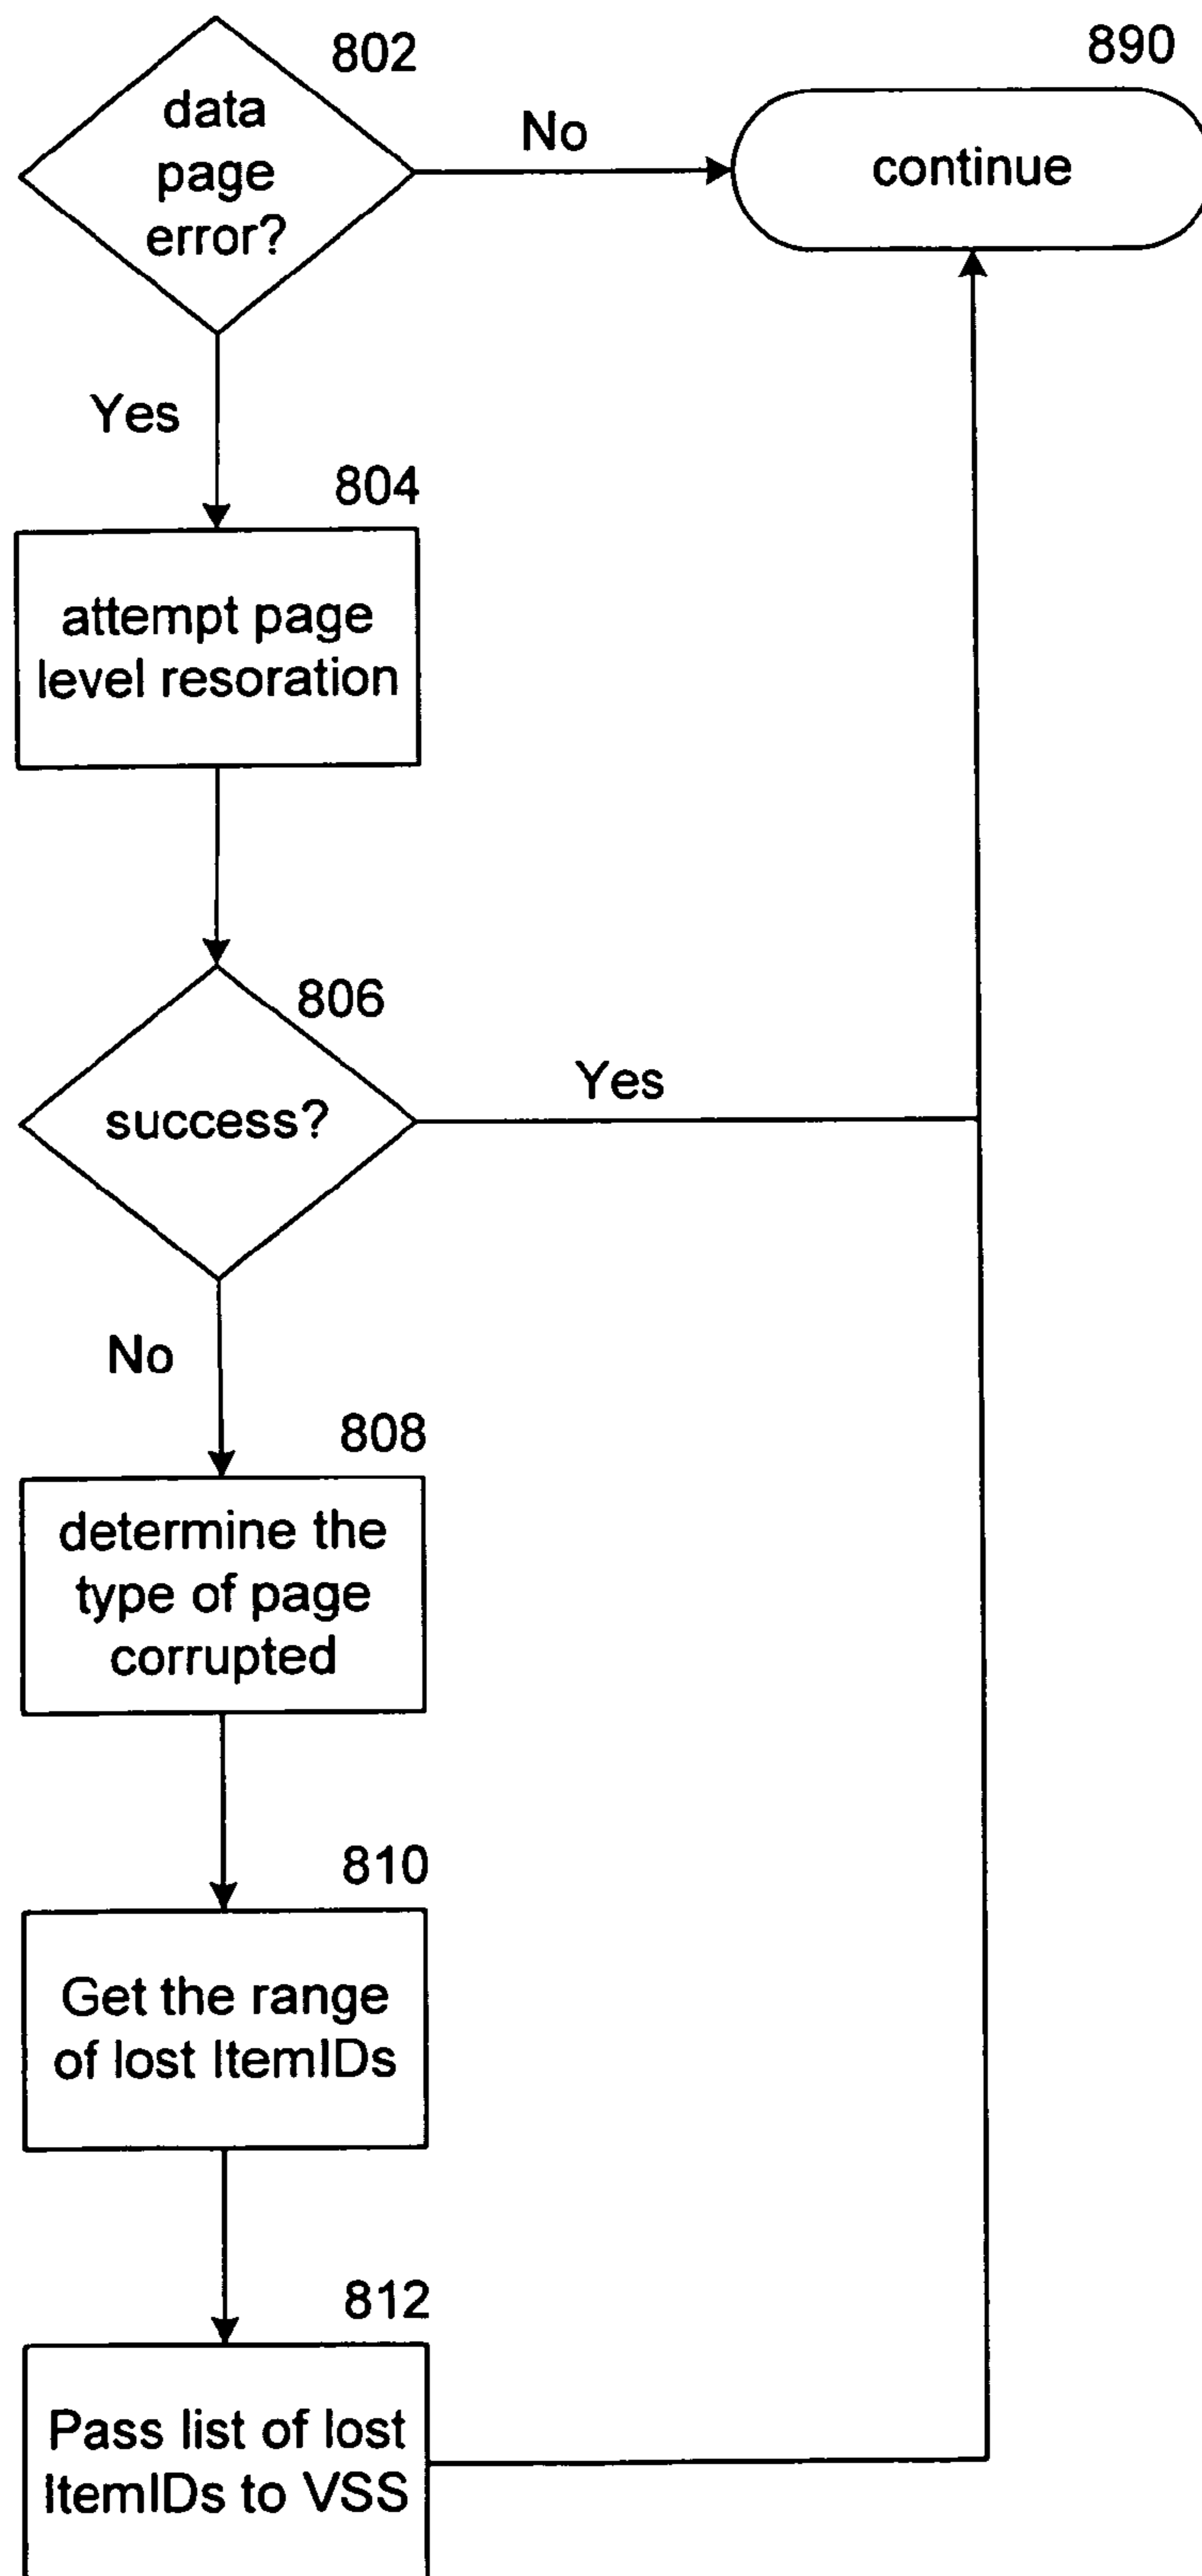 802
data
page
error?
No
890
continue
Yes
804
attempt page
level resoration
806
success?
Yes
No
808
determine the
type of page
corrupted
810
Get the range
of lost ItemIDs
812
Pass list of lost
ItemIDs to VSS